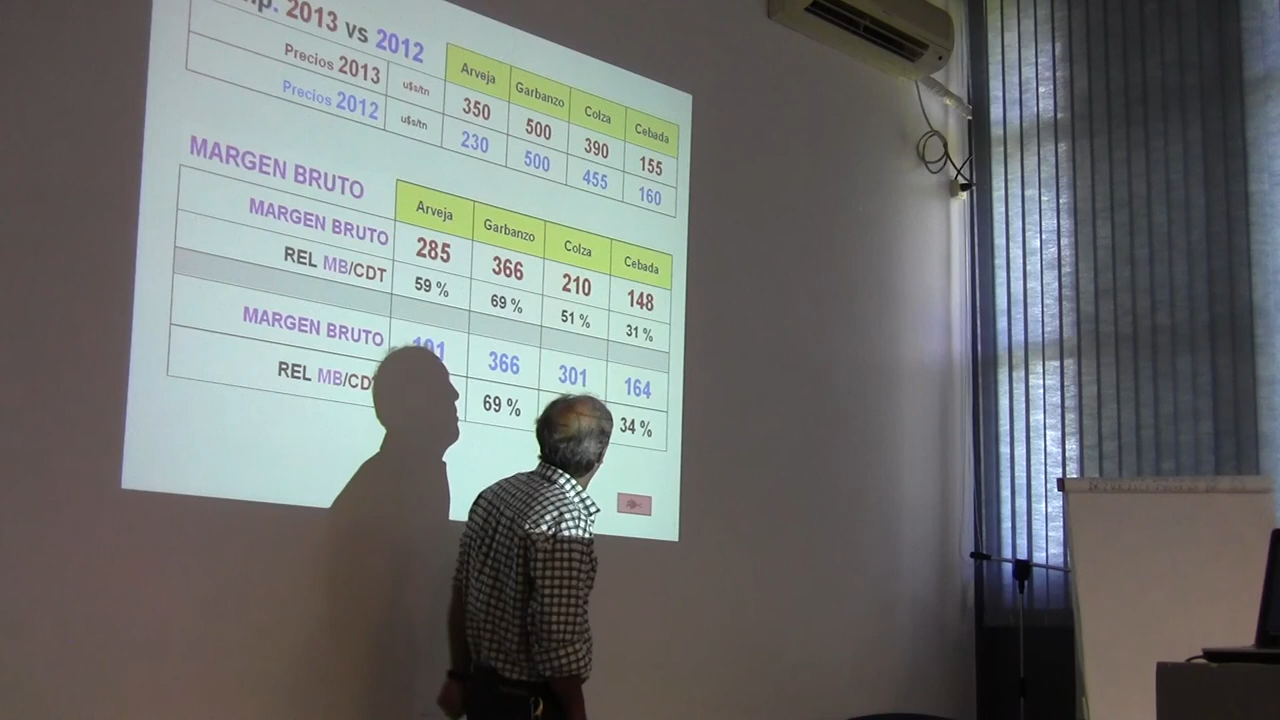 2013 vs 2012
Arveja Garbanzo Colza Cebada
Precios 2013 u$s/tn 350 500 390 155
Precios 2012 u$s/tn 230 500 455 160
MARGEN BRUTO
Arveja Garbanzo Colza Cebada
MARGEN BRUTO 285 366 210 148
REL MB/CDT 59 % 69 % 51 % 31 %
MARGEN BRUTO 366 301 164
REL 69 % 34 %